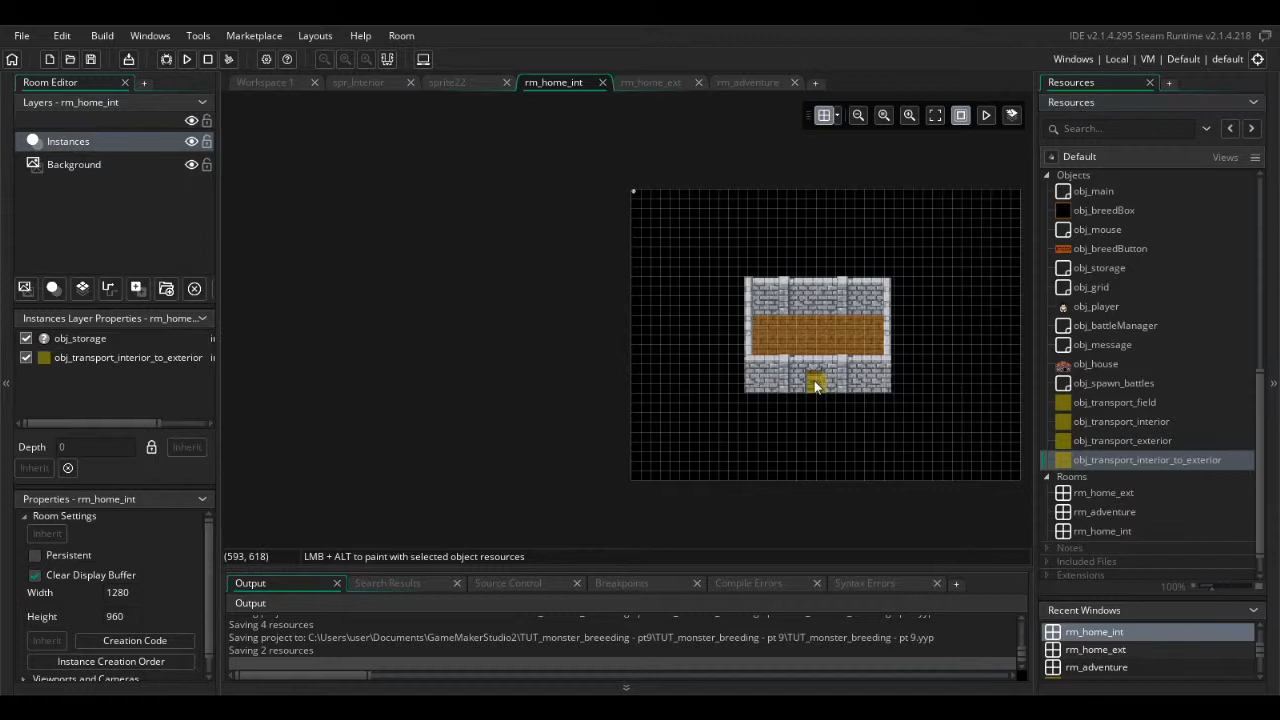 File Edit Build Windows Tools Marketplace Layouts Help Room IDE v2.1.4.295 Steam Runtime v2.1.4.218
Windows | Local | VM | Default | default
Room Editor
Layers - rm_home_int
Instances
Background
Instances Layer Properties - rm_home...
obj_storage
obj_transport_interior_to_exterior
Depth 0 Inherit
Inherit
Properties - rm_home_int
Room Settings
Inherit
Persistent
Clear Display Buffer
Width 1280
Height 960
Inherit Creation Code
Instance Creation Order
Viewports and Cameras
Workspace 1 spr_Interior sprite22 rm_home_int rm_home_ext rm_adventure
(593, 618) LMB + ALT to paint with selected object resources
Output Search Results Source Control Breakpoints Compile Errors Syntax Errors
Output
Saving 4 resources
Saving project to: C:\Users\user\Documents\GameMakerStudio2\TUT_monster_breeeding - pt9\TUT_monster_breeding - pt 9\TUT_monster_breeding - pt 9.yyp
Saving 2 resources
Resources
Resources
Search...
Default Views
Objects
obj_main
obj_breedBox
obj_mouse
obj_breedButton
obj_storage
obj_grid
obj_player
obj_battleManager
obj_message
obj_house
obj_spawn_battles
obj_transport_field
obj_transport_interior
obj_transport_exterior
obj_transport_interior_to_exterior
Rooms
rm_home_ext
rm_adventure
rm_home_int
Notes
Included Files
Extensions
100%
Recent Windows
rm_home_int
rm_home_ext
rm_adventure